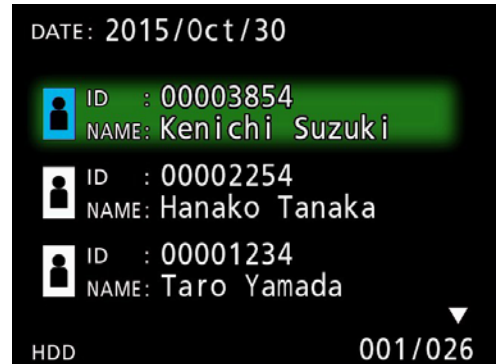 DATE: 2015/Oct/30
ID : 00003854
NAME: Kenichi Suzuki
ID : 00002254
NAME: Hanako Tanaka
ID : 00001234
NAME: Taro Yamada
HDD 001/026